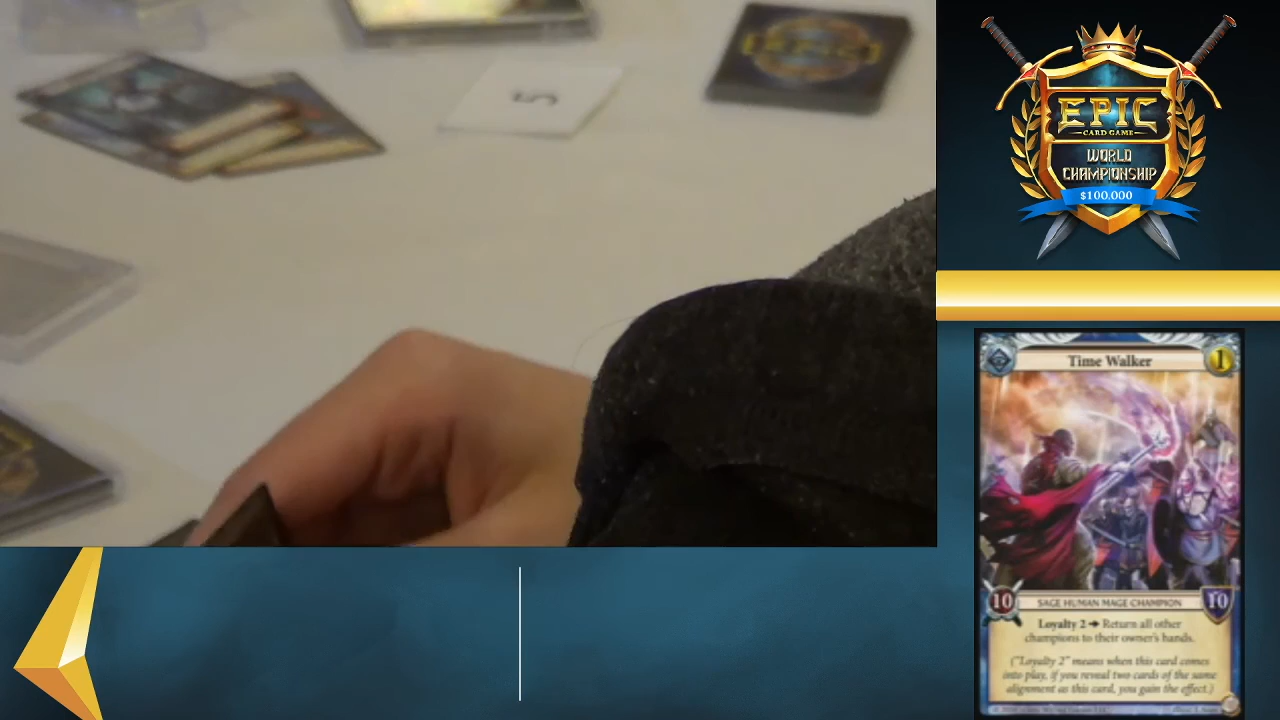 EPIC
5
EPIC
CARD GAME
WORLD
CHAMPIONSHIP
$100,000
Time Walker
1
10
SAGE HUMAN MAGE CHAMPION
10
Loyalty 2 ➔ Return all other
champions to their owner's hands.
("Loyalty 2" means when this card comes
into play, if you reveal two cards of the same
alignment as this card, you gain the effect.)